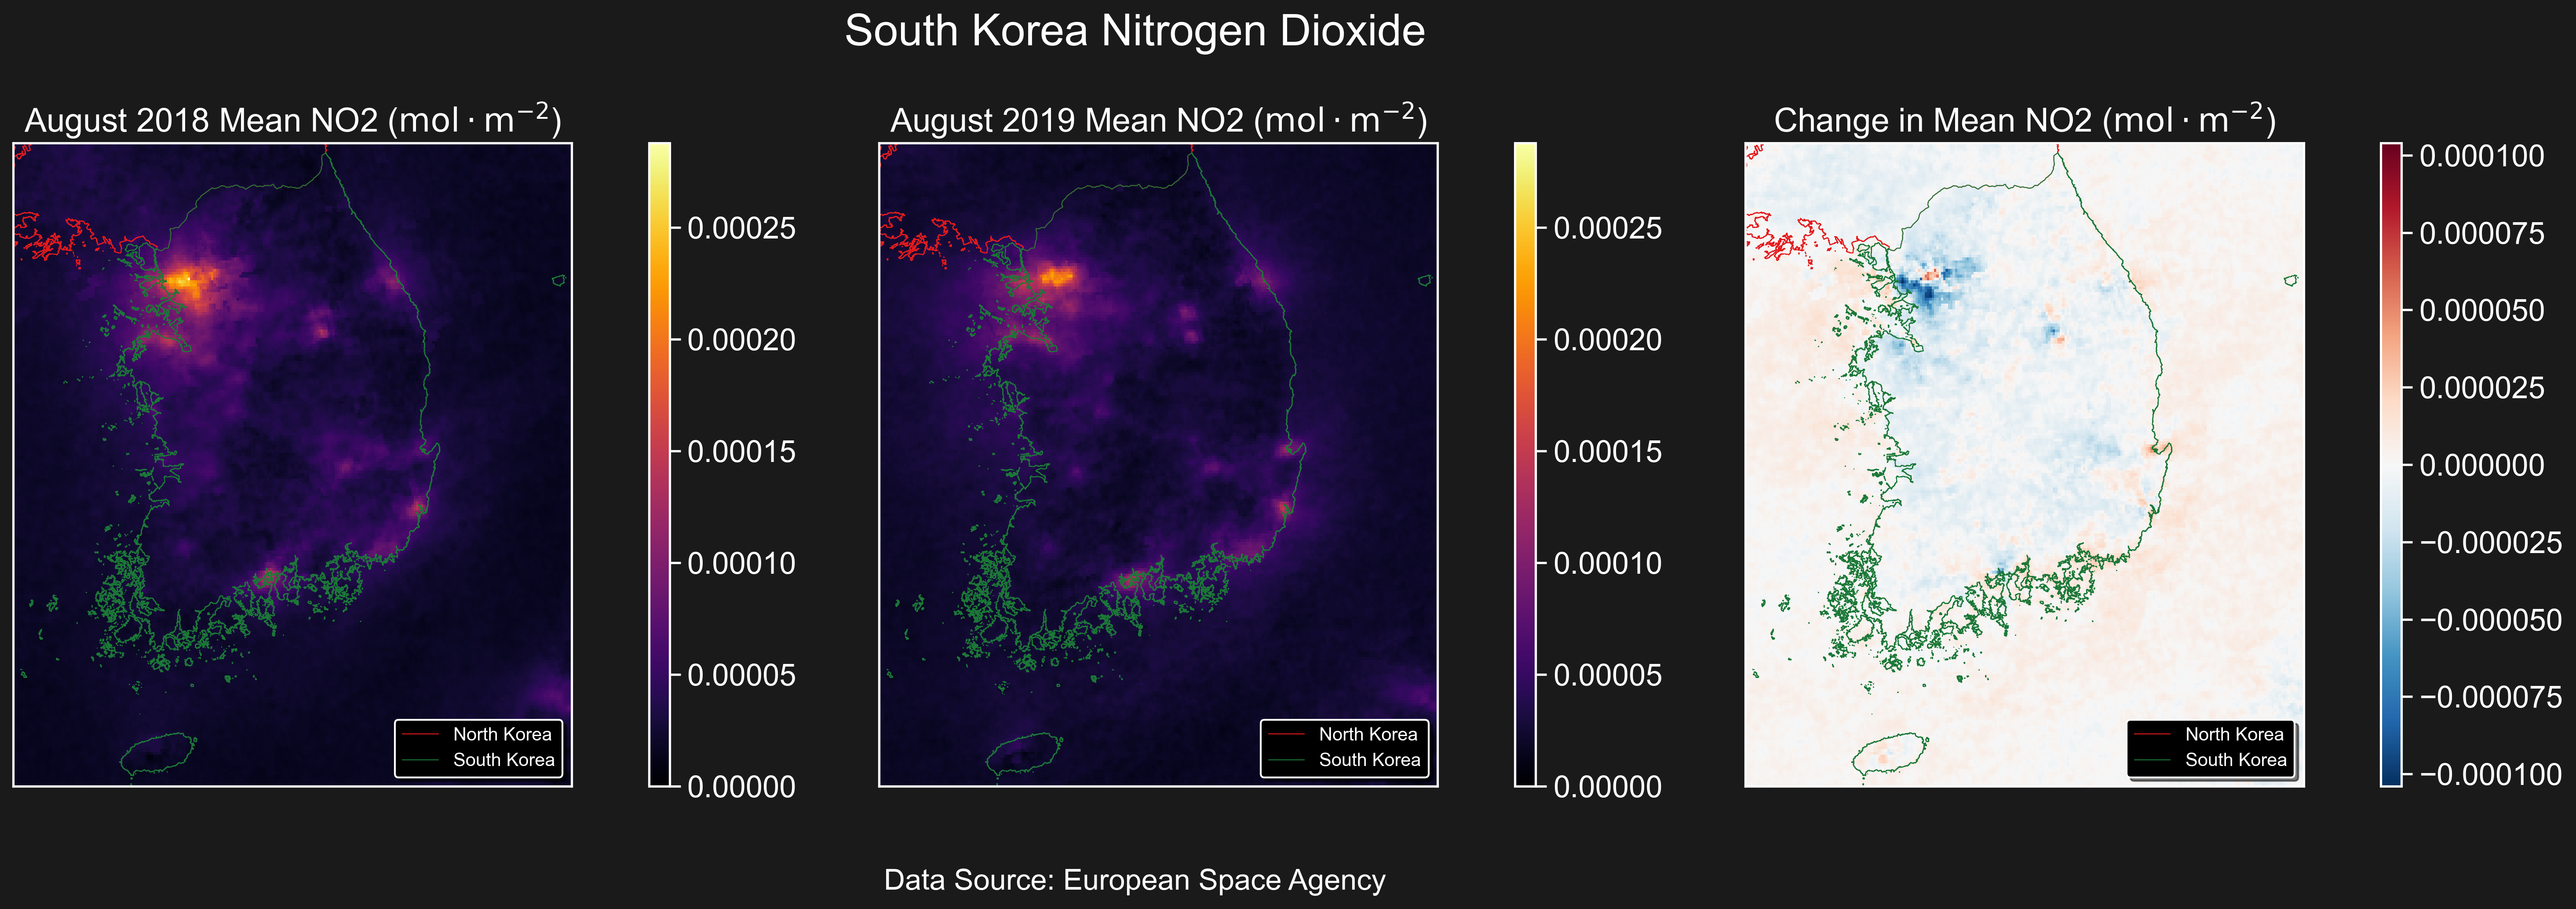 South Korea Nitrogen Dioxide
August 2018 Mean NO2 (mol · m⁻²)
0.00025
0.00020
0.00015
0.00010
0.00005
0.00000
North Korea
South Korea
August 2019 Mean NO2 (mol · m⁻²)
0.00025
0.00020
0.00015
0.00010
0.00005
0.00000
North Korea
South Korea
Change in Mean NO2 (mol · m⁻²)
0.000100
0.000075
0.000050
0.000025
0.000000
−0.000025
−0.000050
−0.000075
−0.000100
North Korea
South Korea
Data Source: European Space Agency